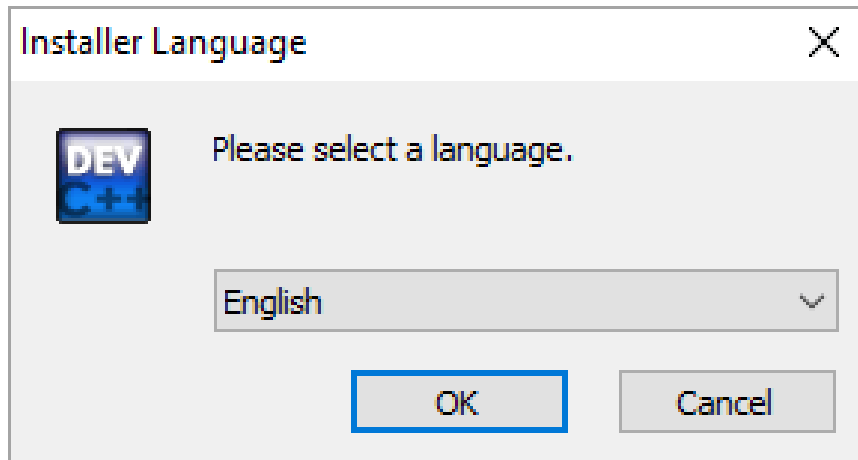 Installer Language
DEV
C++
Please select a language.
English
OK
Cancel